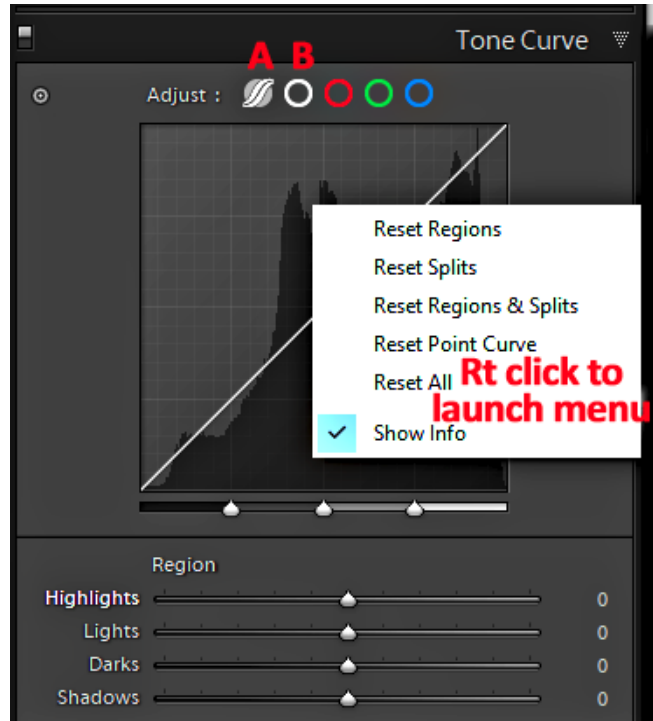 Tone Curve
A B
Adjust :
Reset Regions
Reset Splits
Reset Regions & Splits
Reset Point Curve
Reset All
Rt click to
launch menu
Show Info
Region
Highlights 0
Lights 0
Darks 0
Shadows 0